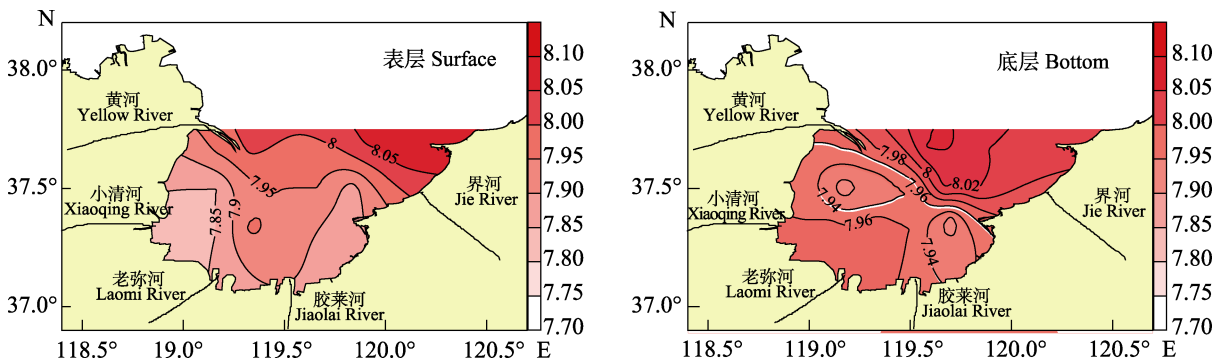 N
表层 Surface
38.0°
37.5°
37.0°
黄河
Yellow River
小清河
Xiaoqing River
老弥河
Laomi River
胶莱河
Jiaolai River
界河
Jie River
8
8.05
7.95
7.9
7.85
118.5°
119.0°
119.5°
120.0°
120.5°
E
8.10
8.05
8.00
7.95
7.90
7.85
7.80
7.75
7.70
N
底层 Bottom
38.0°
37.5°
37.0°
黄河
Yellow River
小清河
Xiaoqing River
老弥河
Laomi River
胶莱河
Jiaolai River
界河
Jie River
7.98
8
8.02
7.96
7.94
7.96
7.94
118.5°
119.0°
119.5°
120.0°
120.5°
E
8.10
8.05
8.00
7.95
7.90
7.85
7.80
7.75
7.70